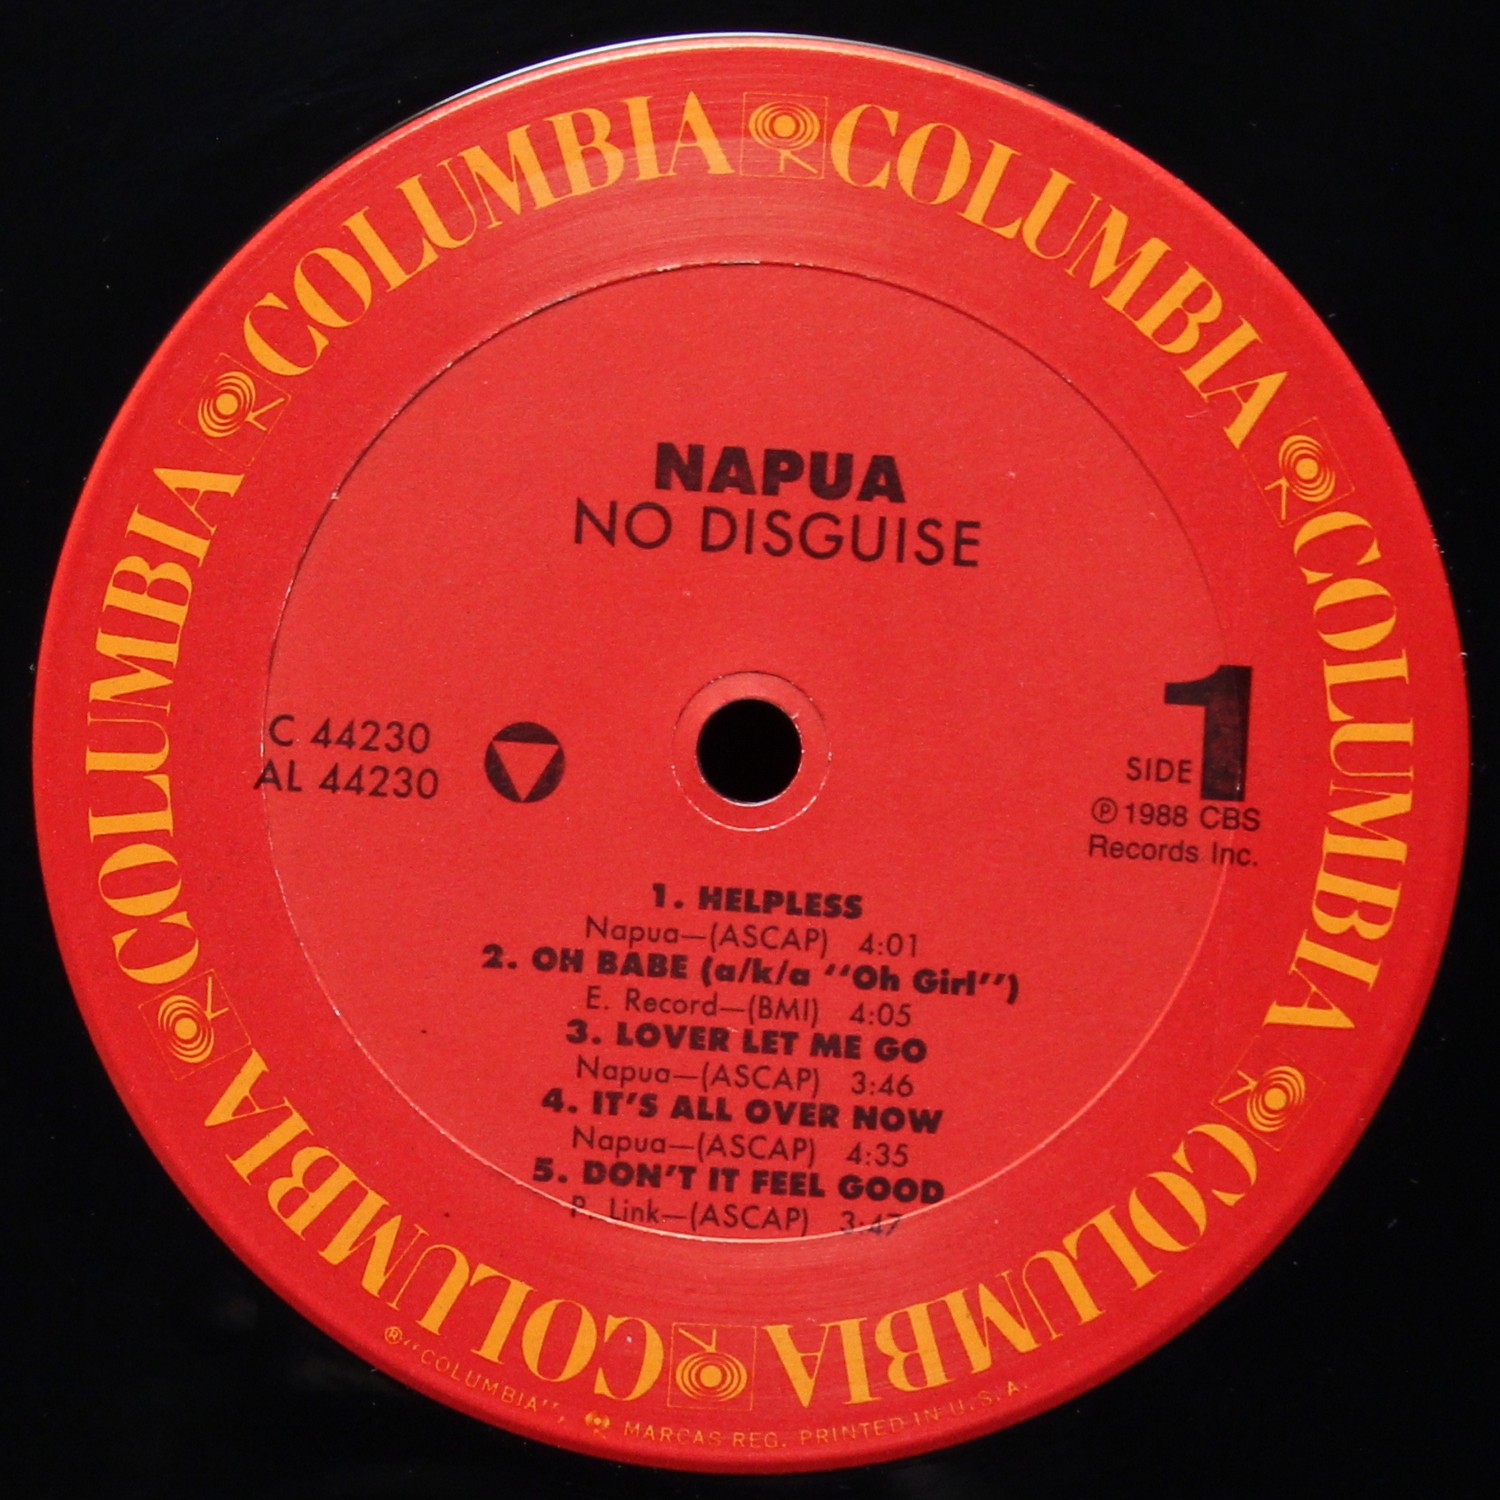 COLUMBIA COLUMBIA COLUMBIA COLUMBIA COLUMBIA COLUMBIA COLUMBIA
NAPUA
NO DISGUISE
C 44230
AL 44230
SIDE 1
℗ 1988 CBS
Records Inc.
1. HELPLESS
Napua—(ASCAP) 4:01
2. OH BABE (a/k/a "Oh Girl")
E. Record—(BMI) 4:05
3. LOVER LET ME GO
Napua—(ASCAP) 3:46
4. IT'S ALL OVER NOW
Napua—(ASCAP) 4:35
5. DON'T IT FEEL GOOD
P. Link—(ASCAP) 3:47
® "COLUMBIA", MARCAS REG. PRINTED IN U.S.A.